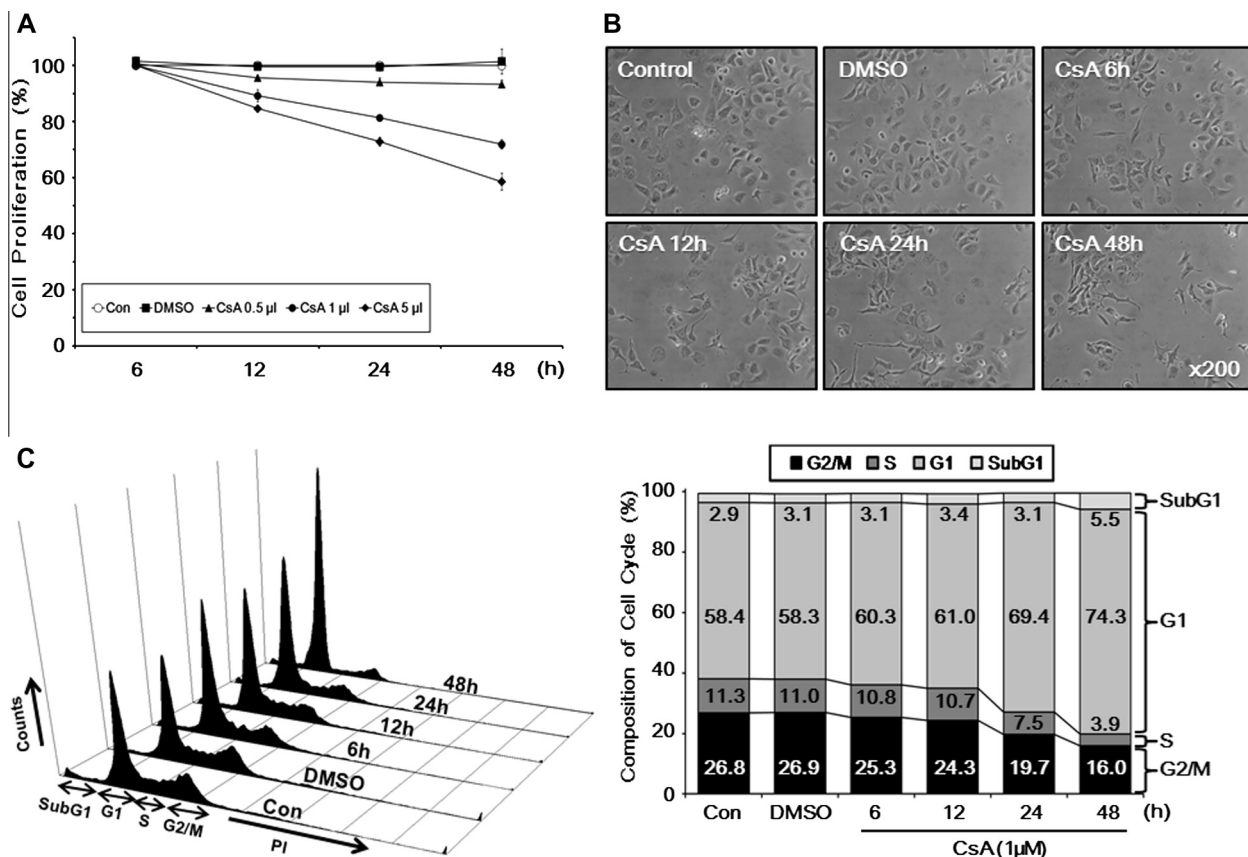 A
100
80
60
40
20
0
Cell Proliferation (%)
Con DMSO CsA 0.5 µl CsA 1 µl CsA 5 µl
6 12 24 48 (h)
B
Control
DMSO
CsA 6h
CsA 12h
CsA 24h
CsA 48h
x200
C
Counts
48h
24h
12h
6h
DMSO
Con
SubG1 G1 S G2/M
PI
G2/M S G1 SubG1
Composition of Cell Cycle (%)
100
80
60
40
20
0
2.9 3.1 3.1 3.4 3.1 5.5
58.4 58.3 60.3 61.0 69.4 74.3
11.3 11.0 10.8 10.7 7.5 3.9
26.8 26.9 25.3 24.3 19.7 16.0
SubG1
G1
S
G2/M
Con DMSO 6 12 24 48 (h)
CsA (1µM)